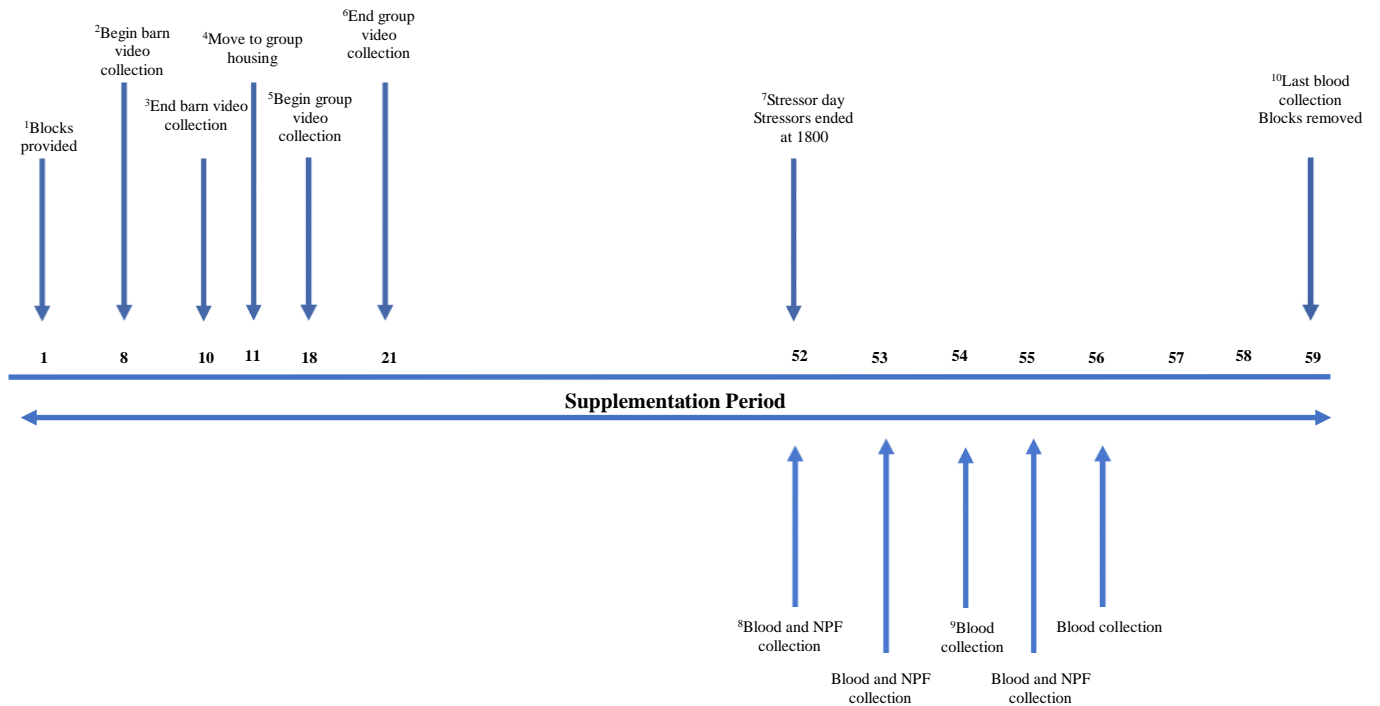 ¹Blocks
provided
²Begin barn
video
collection
³End barn video
collection
⁴Move to group
housing
⁵Begin group
video
collection
⁶End group
video
collection
⁷Stressor day
Stressors ended
at 1800
¹⁰Last blood
collection
Blocks removed
1 8 10 11 18 21 52 53 54 55 56 57 58 59
Supplementation Period
⁸Blood and NPF
collection
Blood and NPF
collection
⁹Blood
collection
Blood and NPF
collection
Blood collection